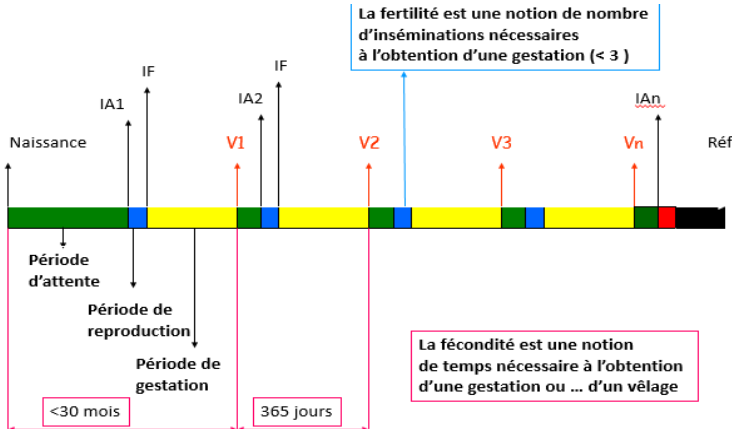 La fertilité est une notion de nombre
d'inséminations nécessaires
à l'obtention d'une gestation (< 3 )
IF
IF
IA1
IA2
IAn
Naissance
V1
V2
V3
Vn
Réf
Période
d'attente
Période de
reproduction
Période de
gestation
La fécondité est une notion
de temps nécessaire à l'obtention
d'une gestation ou … d'un vêlage
<30 mois
365 jours